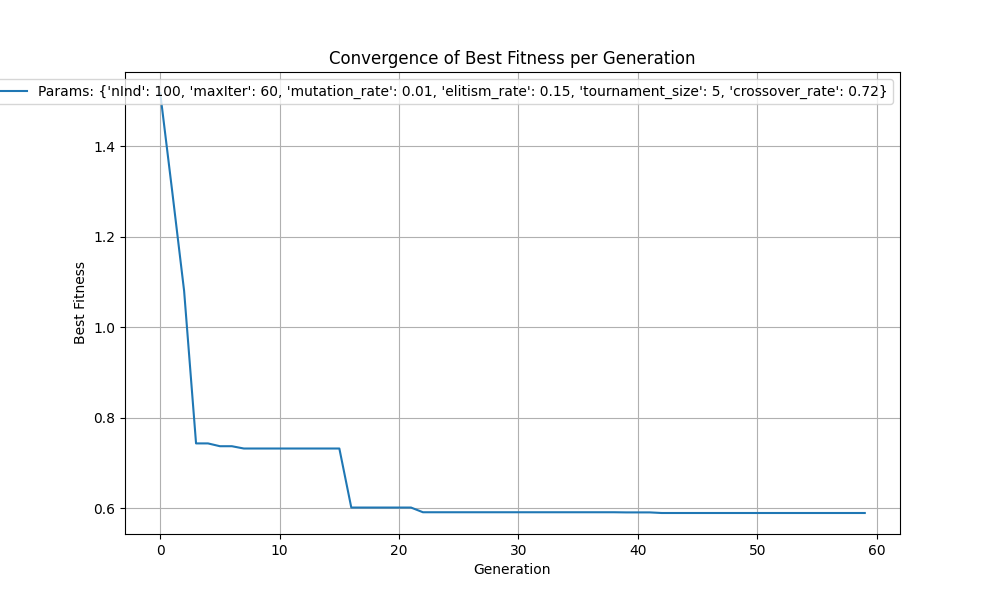 Convergence of Best Fitness per Generation
Params: {'nInd': 100, 'maxIter': 60, 'mutation_rate': 0.01, 'elitism_rate': 0.15, 'tournament_size': 5, 'crossover_rate': 0.72}
1.4
1.2
1.0
0.8
0.6
Best Fitness
0 10 20 30 40 50 60
Generation